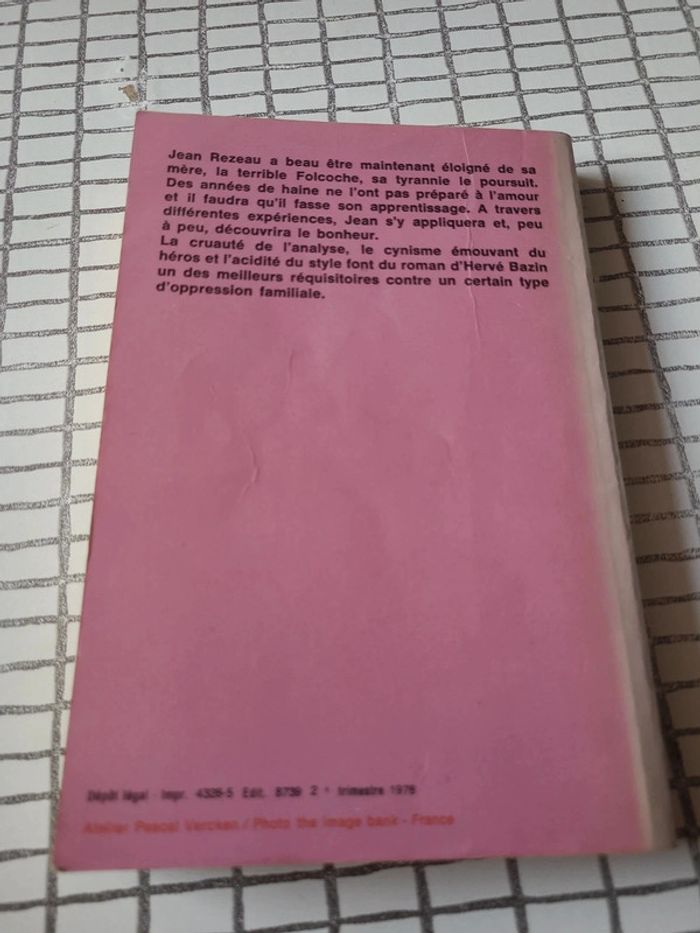 Jean Rezeau a beau être maintenant éloigné de sa
mère, la terrible Folcoche, sa tyrannie le poursuit.
Des années de haine ne l'ont pas préparé à l'amour
et il faudra qu'il fasse son apprentissage. A travers
différentes expériences, Jean s'y appliquera et, peu
à peu, découvrira le bonheur.
La cruauté de l'analyse, le cynisme émouvant du
héros et l'acidité du style font du roman d'Hervé Bazin
un des meilleurs réquisitoires contre un certain type
d'oppression familiale.
Dépôt légal - Impr. 4326-5 Edit. 8739 2 e trimestre 1976
Atelier Pascal Vercken / Photo the image bank - France